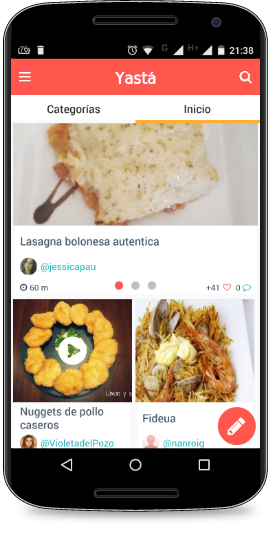 G H+ 21:38
Yastá
Categorías Inicio
Lasagna bolonesa autentica
@jessicapau
60 m +41 0
Limón y s
Nuggets de pollo
caseros
@VioletadelPozo
Fideua
@nanroig